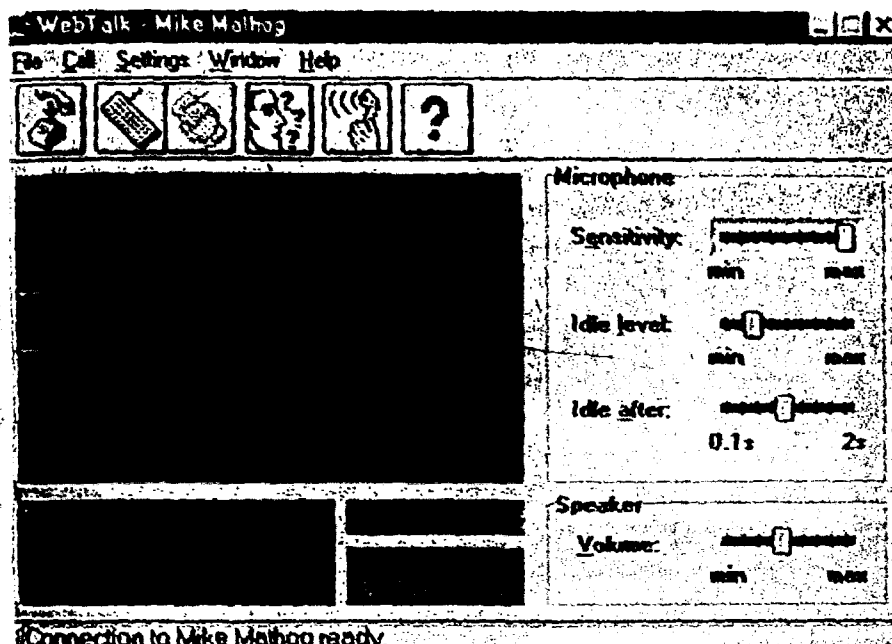 WebTalk - Mike Mathog
File Call Settings Window Help
?
Microphone
Sensitivity:
min max
Idle level:
min max
Idle after:
0.1s 2s
Speaker
Volume:
min max
Connection to Mike Mathog ready